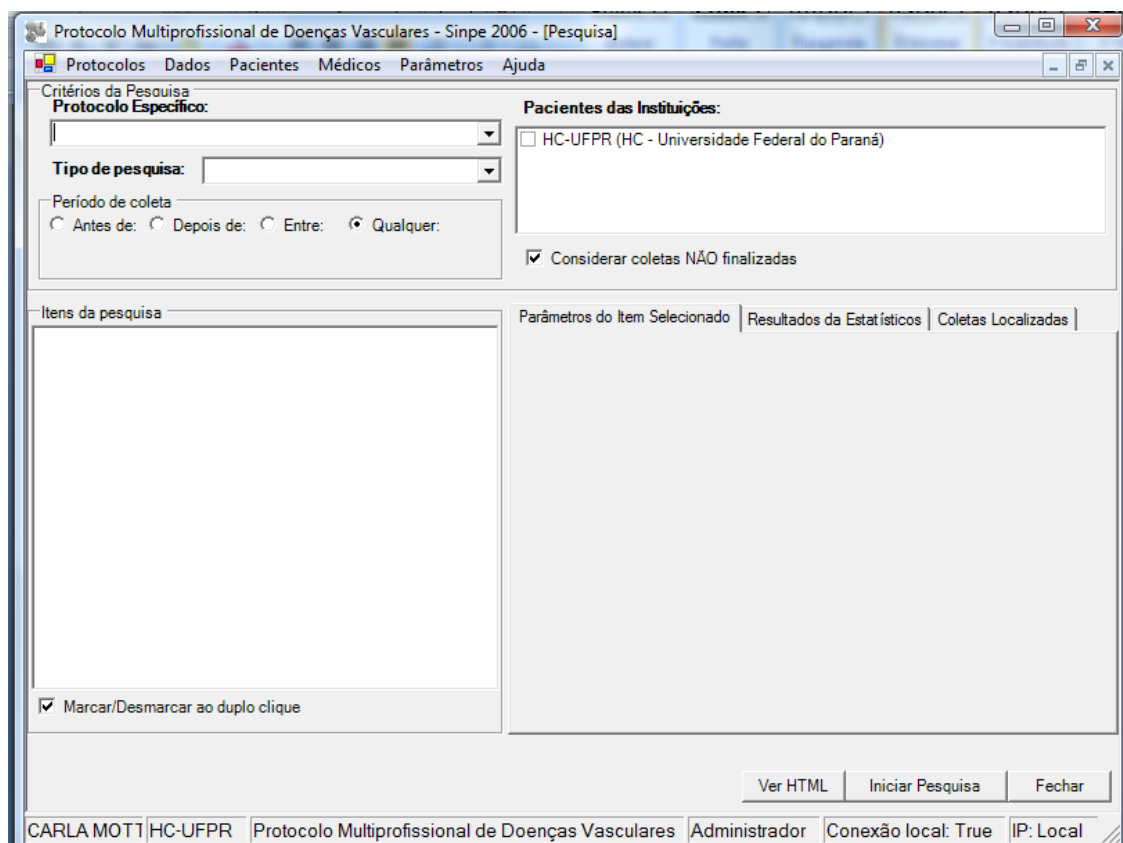 Protocolo Multiprofissional de Doenças Vasculares - Sinpe 2006 - [Pesquisa]
Protocolos Dados Pacientes Médicos Parâmetros Ajuda
Critérios da Pesquisa
Protocolo Específico:
Pacientes das Instituições:
HC-UFPR (HC - Universidade Federal do Paraná)
Tipo de pesquisa:
Período de coleta
Antes de: Depois de: Entre: Qualquer:
Considerar coletas NÃO finalizadas
Itens da pesquisa
Parâmetros do Item Selecionado Resultados da Estatísticos Coletas Localizadas
Marcar/Desmarcar ao duplo clique
Ver HTML Iniciar Pesquisa Fechar
CARLA MOTT HC-UFPR Protocolo Multiprofissional de Doenças Vasculares Administrador Conexão local: True IP: Local